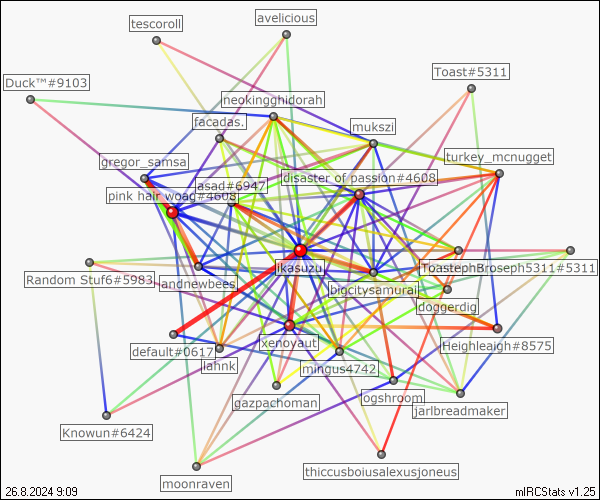 avelicious
tescoroll
Toast#5311
Duck™#9103
neokingghidorah
facadas.
mukszi
gregor_samsa
turkey_mcnugget
disaster of passion#4608
asad#6947
pink hair woag#4608
ikasuzu
ToastephBroseph5311#5311
Random Stuf6#5983
andnewbees
bigcitysamurai
doggerdig
xenoyaut
Heighleaigh#8575
default#0617
lahnk
mingus4742
ogshroom
gazpachoman
jarlbreadmaker
Knowun#6424
thiccusboiusalexusjoneus
moonraven
26.8.2024 9:09
mIRCStats v1.25